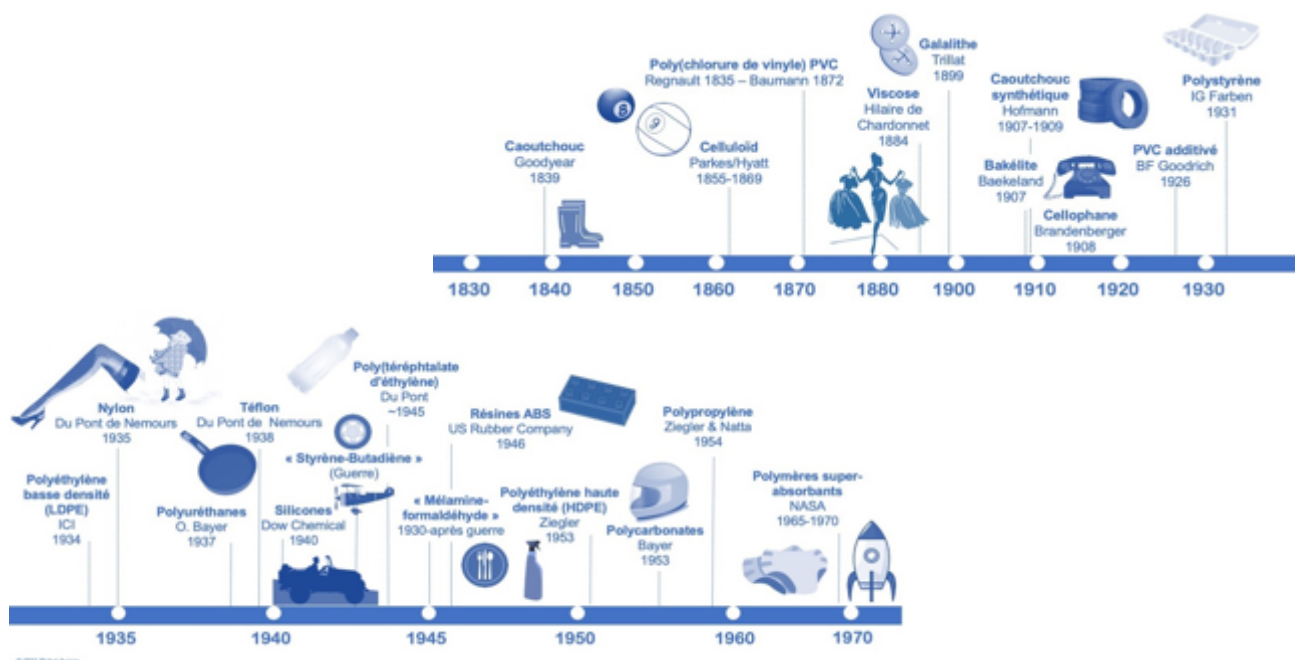 Caoutchouc
Goodyear
1839
8
9
Celluloïd
Parkes/Hyatt
1855-1869
Poly(chlorure de vinyle) PVC
Regnault 1835 – Baumann 1872
Viscose
Hilaire de
Chardonnet
1884
Galalithe
Trillat
1899
Caoutchouc
synthétique
Hofmann
1907-1909
Bakélite
Baekeland
1907
Cellophane
Brandenberger
1908
PVC additivé
BF Goodrich
1926
Polystyrène
IG Farben
1931
1830 1840 1850 1860 1870 1880 1890 1900 1910 1920 1930
Polyéthylène
basse densité
(LDPE)
ICI
1934
Nylon
Du Pont de Nemours
1935
Polyuréthanes
O. Bayer
1937
Téflon
Du Pont de Nemours
1938
Silicones
Dow Chemical
1940
« Styrène-Butadiène »
(Guerre)
Poly(téréphtalate
d'éthylène)
Du Pont
~1945
« Mélamine-
formaldéhyde »
1930-après guerre
Résines ABS
US Rubber Company
1946
Polyéthylène haute
densité (HDPE)
Ziegler
1953
Polycarbonates
Bayer
1953
Polypropylène
Ziegler & Natta
1954
Polymères super-
absorbants
NASA
1965-1970
1935 1940 1945 1950 1960 1970